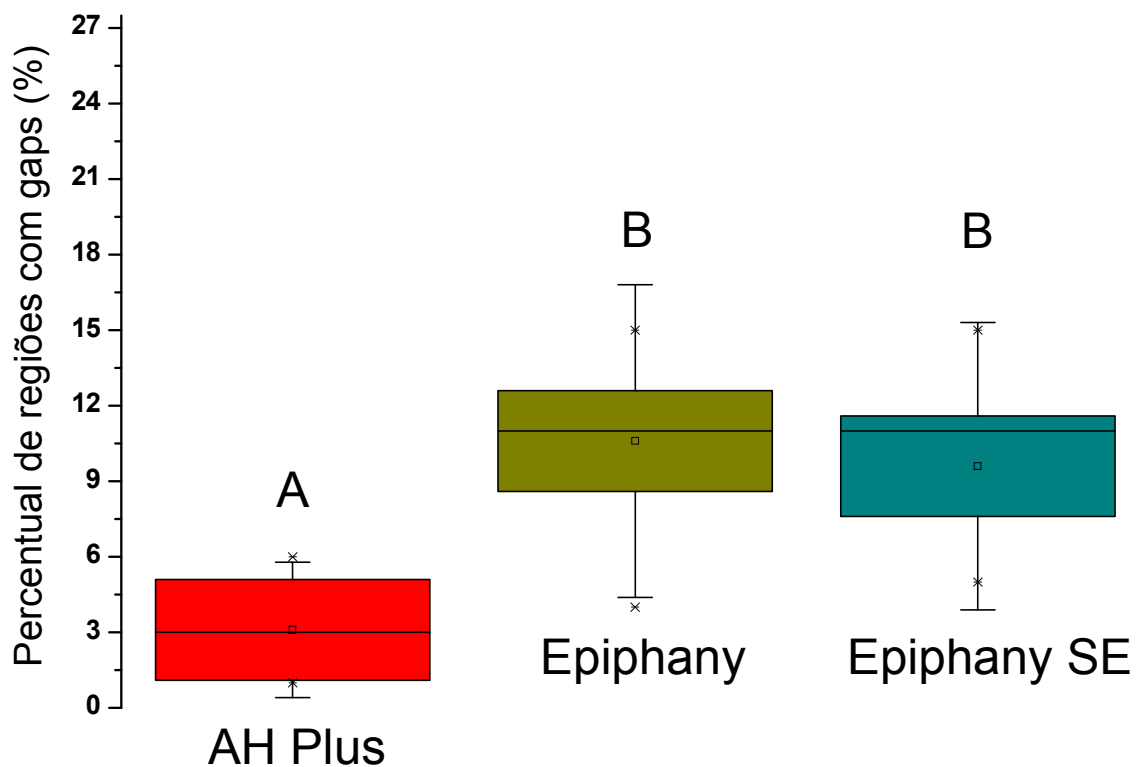 Percentual de regiões com gaps (%)
27
24
21
18
15
12
9
6
3
0
A
B
B
AH Plus
Epiphany
Epiphany SE